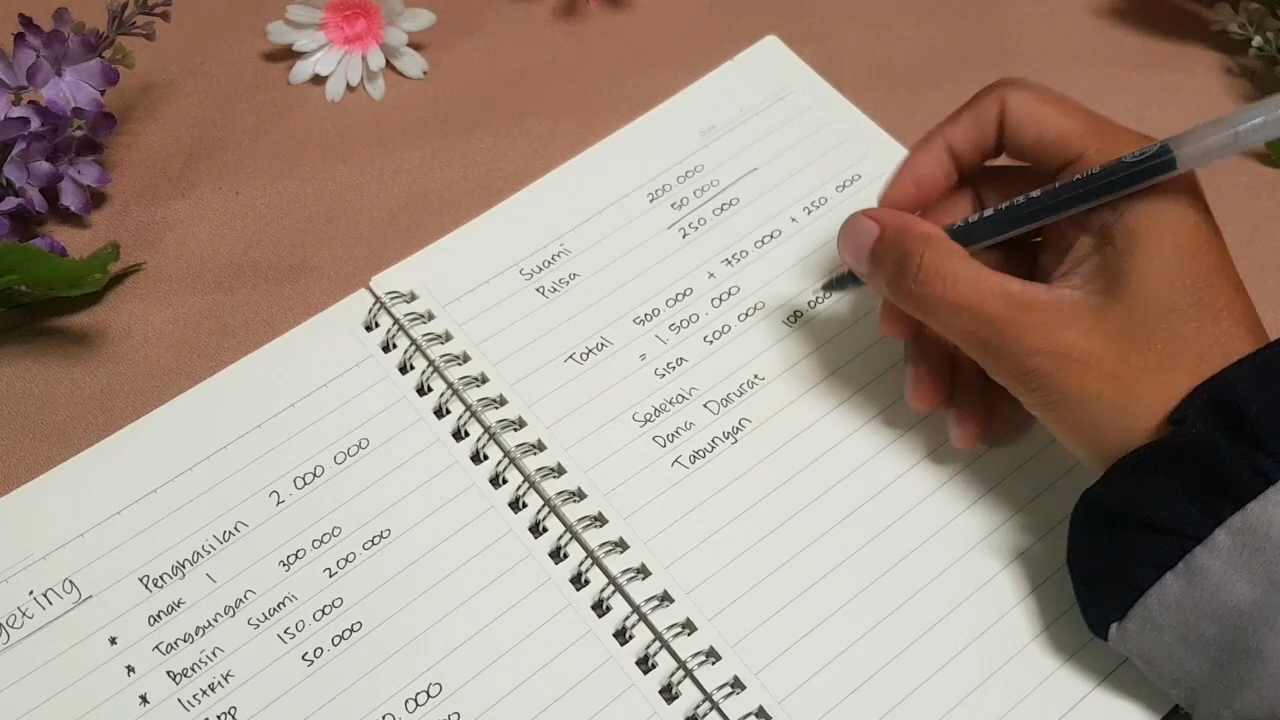 geting
Penghasilan 2.000.000
* anak 1
* Tanggungan 300.000
* Bensin suami 200.000
listrik 150.000
50.000
Date
Suami 200.000
Pulsa 50.000
250.000
Total 500.000 + 750.000 + 250.000
= 1.500.000
sisa 500.000
Sedekah 100.000
Dana Darurat
Tabungan